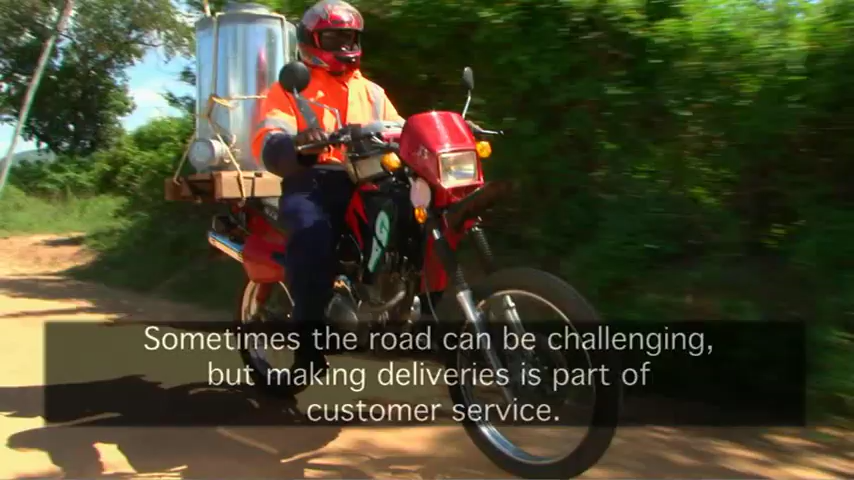 Sometimes the road can be challenging,
but making deliveries is part of
customer service.